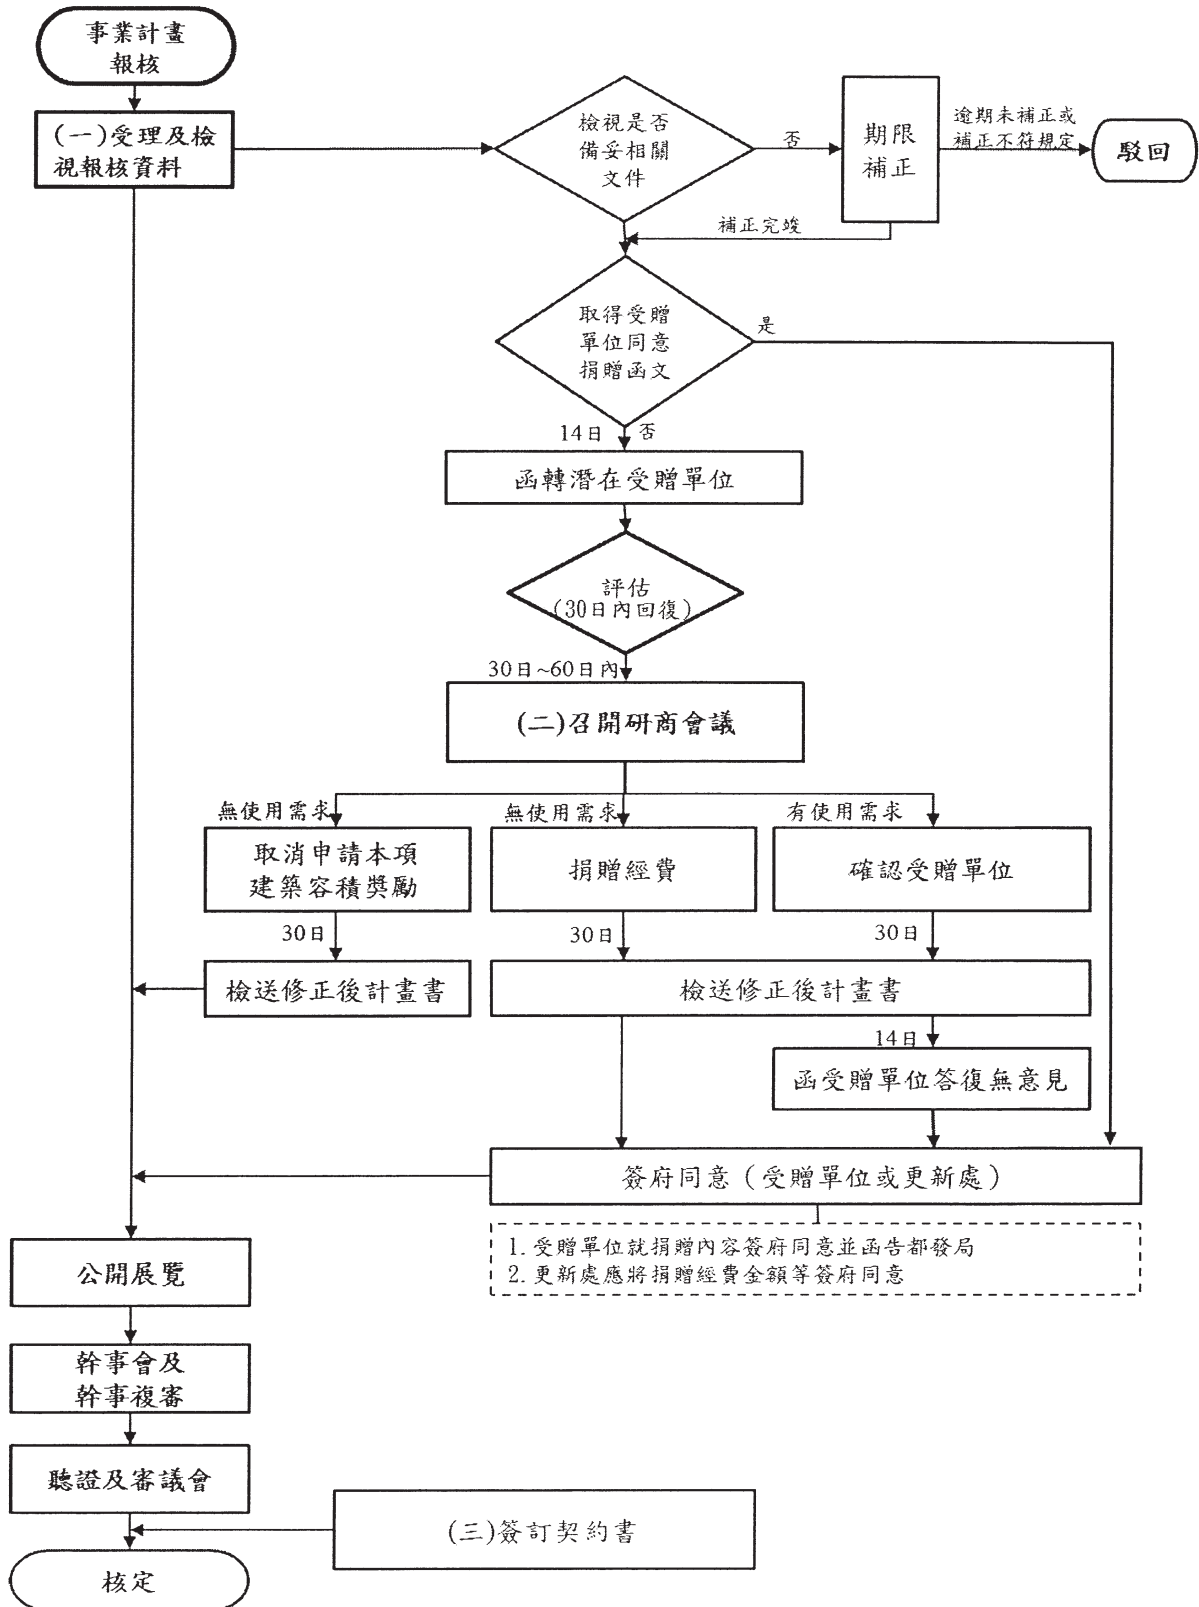 事業計畫
報核
(一)受理及檢
視報核資料
檢視是否
備妥相關
文件
否
期限
補正
逾期未補正或
補正不符規定
駁回
補正完竣
取得受贈
單位同意
捐贈函文
是
14日
否
函轉潛在受贈單位
評估
(30日內回復)
30日~60日內
(二)召開研商會議
無使用需求
無使用需求
有使用需求
取消申請本項
建築容積獎勵
捐贈經費
確認受贈單位
30日
30日
30日
檢送修正後計畫書
檢送修正後計畫書
14日
函受贈單位答復無意見
簽府同意（受贈單位或更新處）
1. 受贈單位就捐贈內容簽府同意並函告都發局
2. 更新處應將捐贈經費金額等簽府同意
公開展覽
幹事會及
幹事複審
聽證及審議會
(三)簽訂契約書
核定